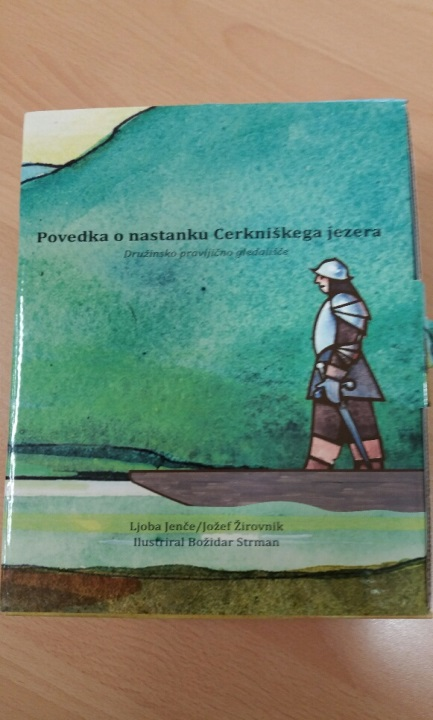 Povedka o nastanku Cerkniškega jezera
Družinsko pravljično gledališče
Ljoba Jenče/Jožef Žirovnik
Ilustriral Božidar Strman